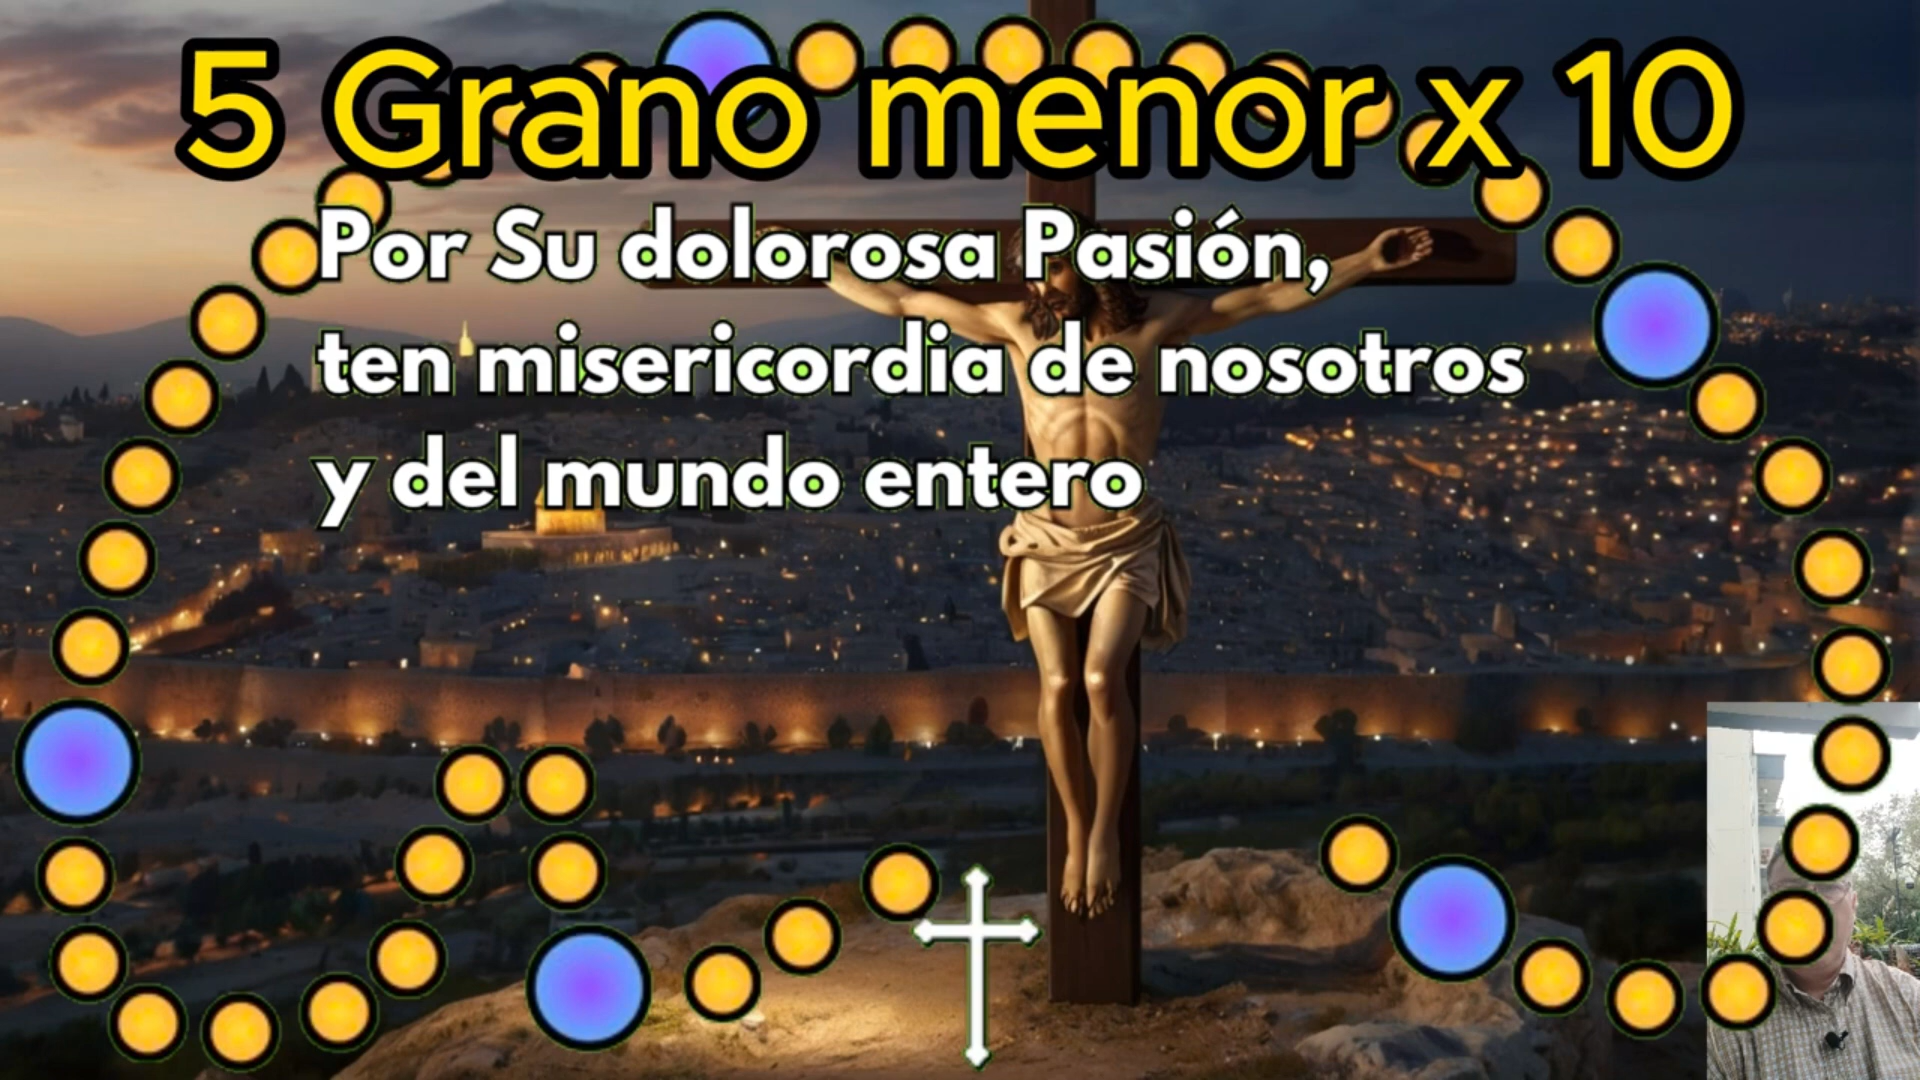 5 Grano menor x 10
Por Su dolorosa Pasión,
ten misericordia de nosotros
y del mundo entero